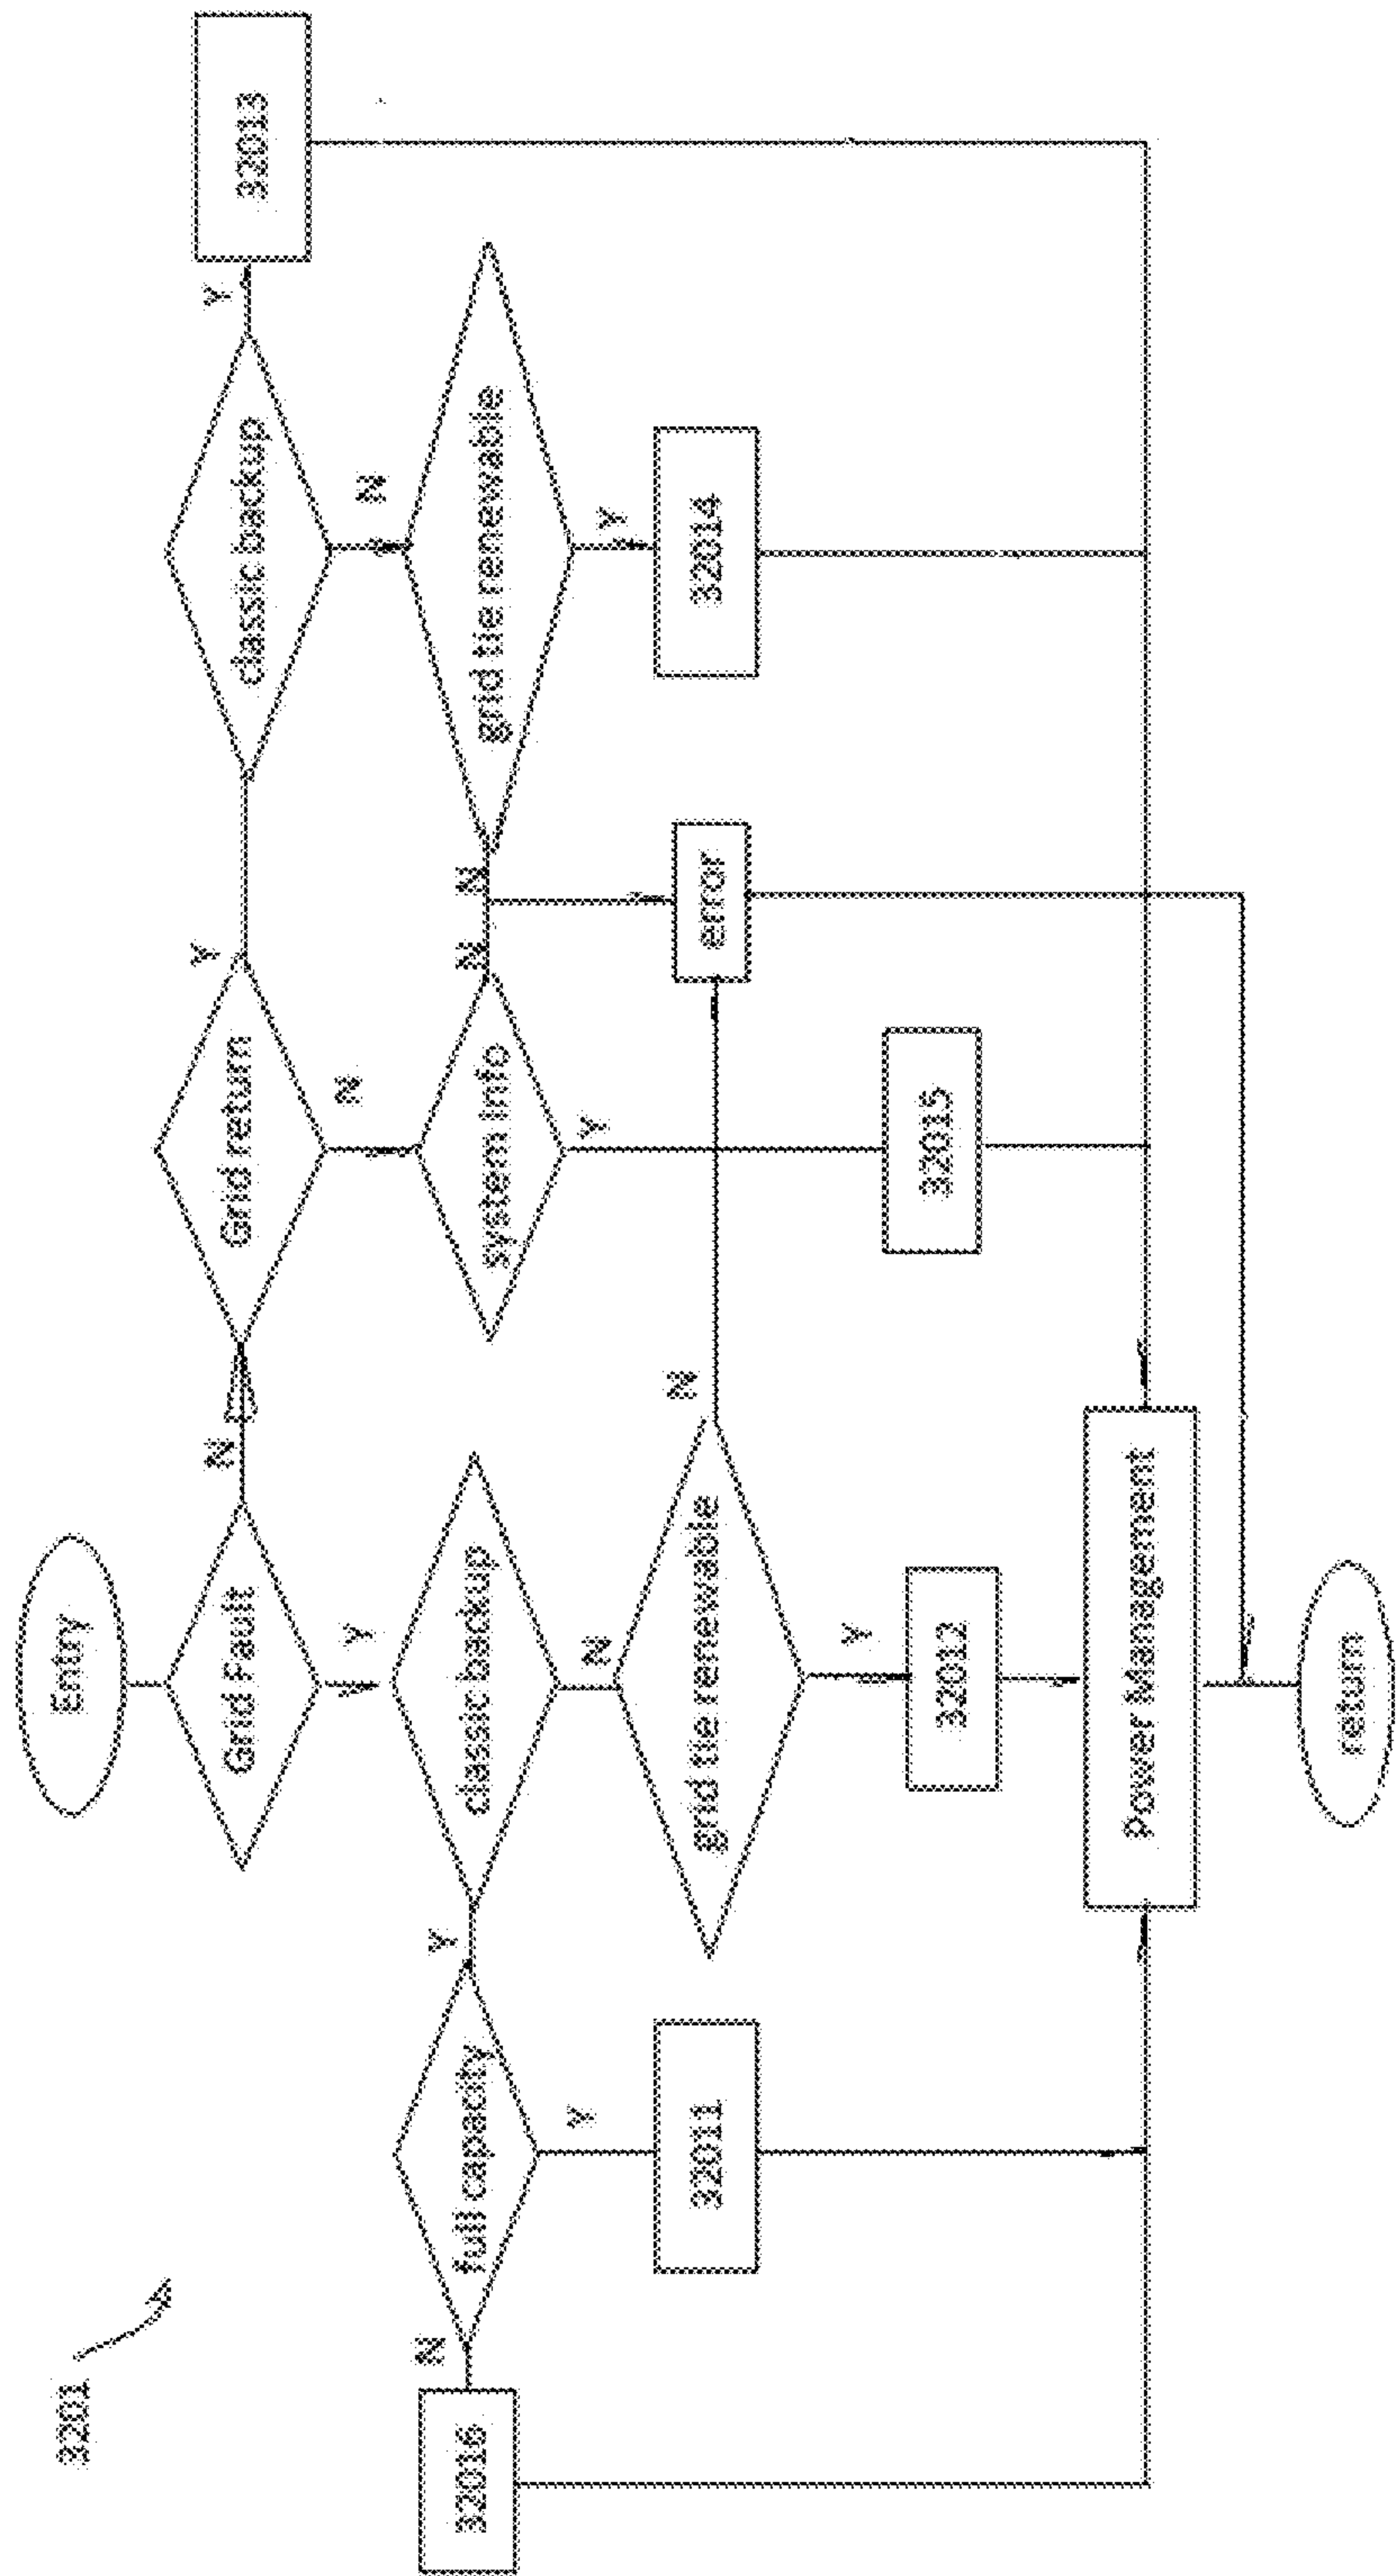 3201
Entry
Grid Fault
N
Y
Grid return
Y
N
classic backup
Y
N
32013
N
full capacity
Y
classic backup
N
Y
32016
system info
N
Y
N
grid tie renewable
Y
32011
grid tie renewable
N
Y
error
32014
32012
32015
Power Management
return